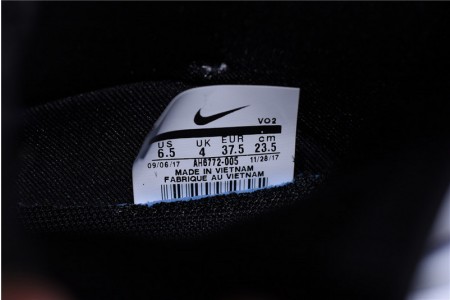 VO2
US UK EUR cm
6.5 4 37.5 23.5
09/06/17 AH6772-005 11/28/17
MADE IN VIETNAM
FABRIQUE AU VIETNAM